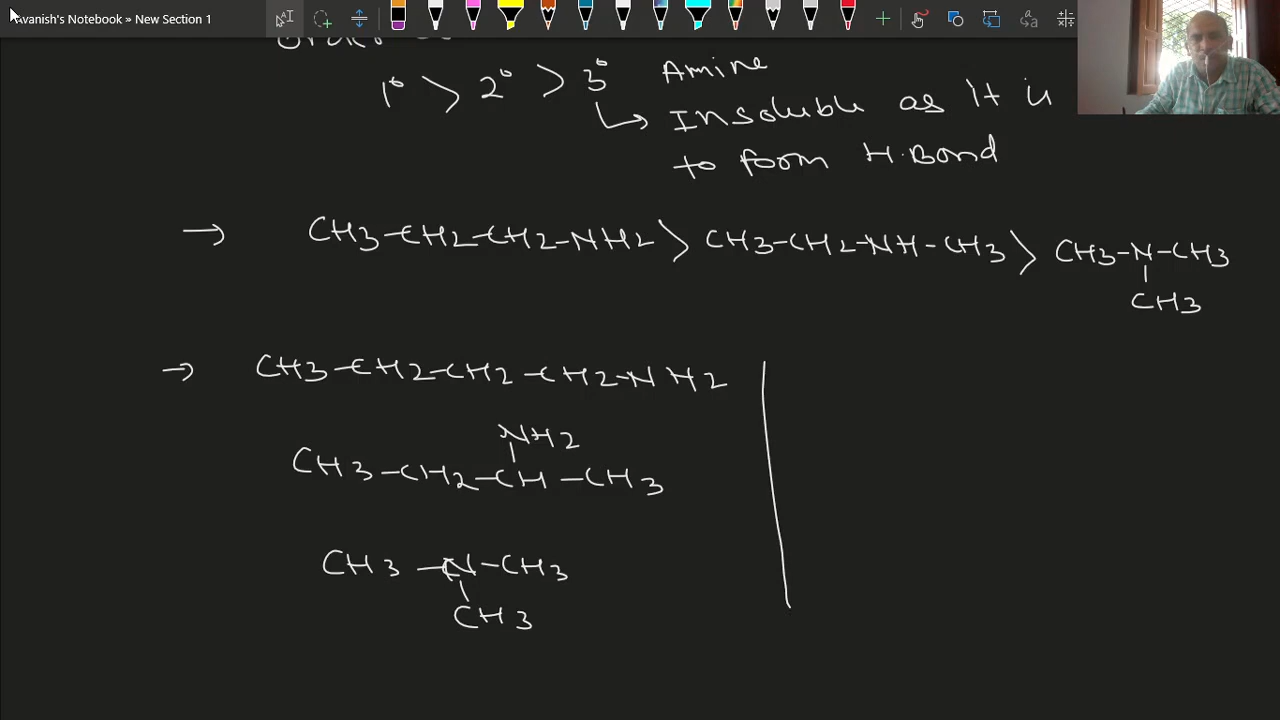 Avanish's Notebook » New Section 1
1° > 2° > 3° Amine
↳ Insoluble as it is
to form H.Bond
→ CH3-CH2-CH2-NH2 > CH3-CH2-NH-CH3 > CH3-N-CH3
CH3
→ CH3-CH2-CH2-CH2-NH2
NH2
CH3-CH2-CH-CH3
CH3-N-CH3
CH3